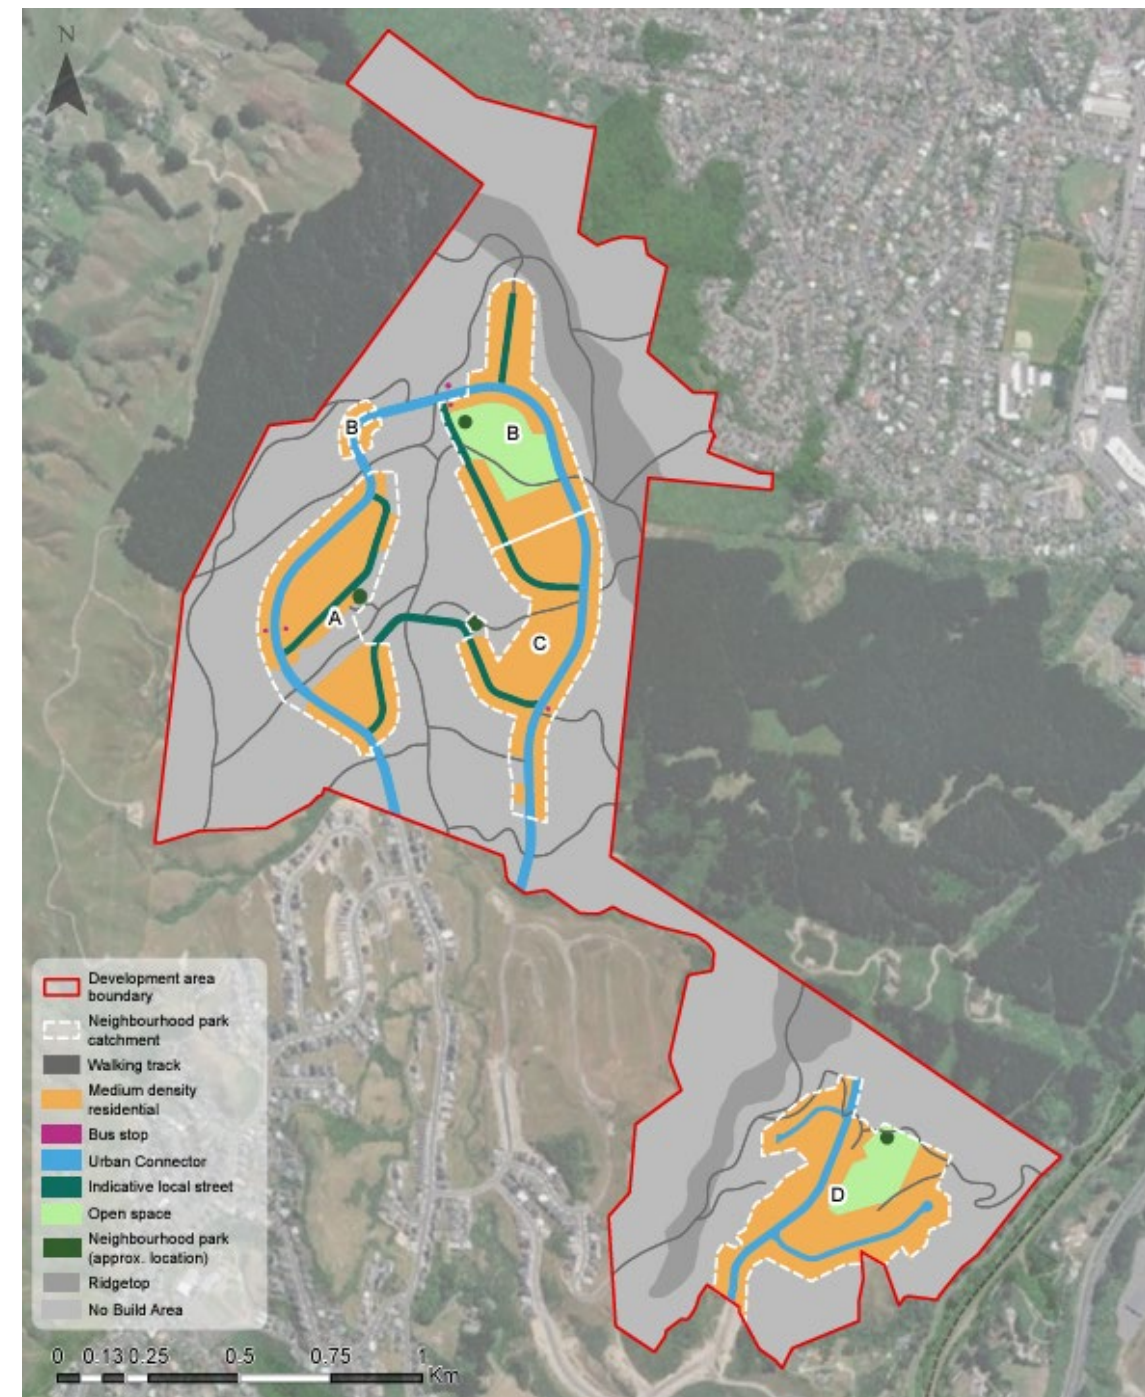 N
B
B
A
C
D
Development area
boundary
Neighbourhood park
catchment
Walking track
Medium density
residential
Bus stop
Urban Connector
Indicative local street
Open space
Neighbourhood park
(approx. location)
Ridgetop
No Build Area
0 0.13 0.25 0.5 0.75 1
Km